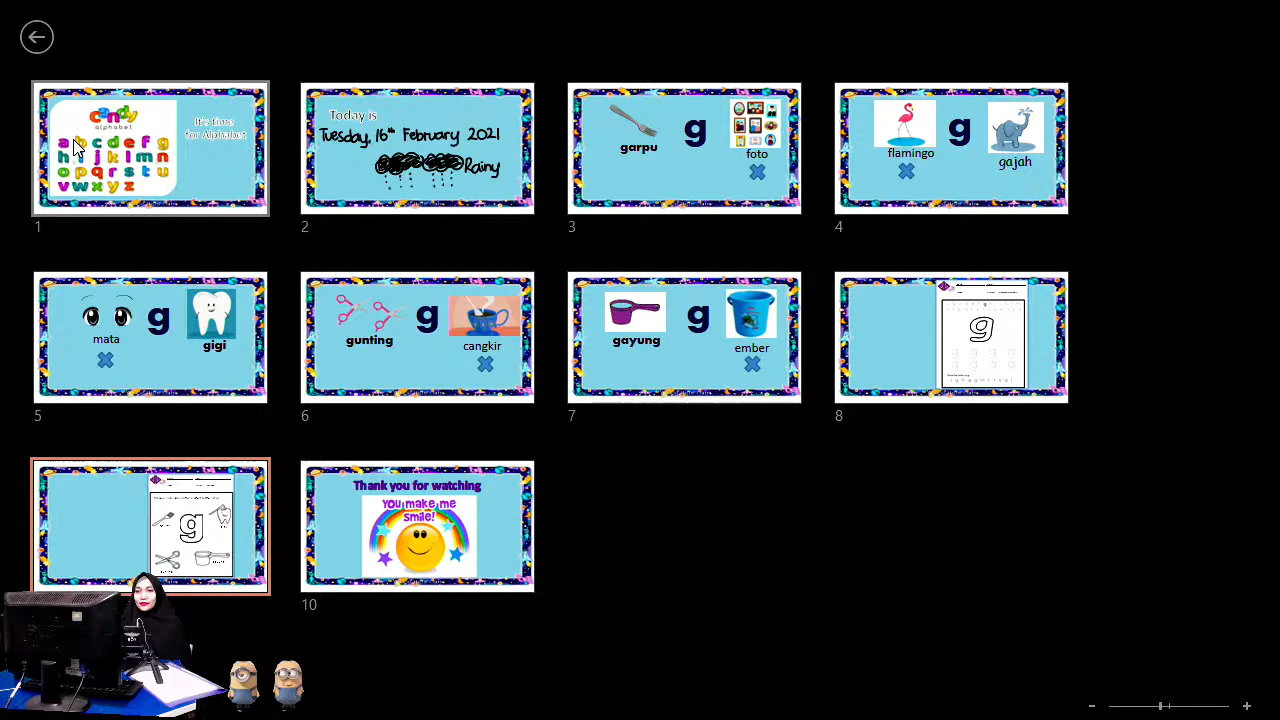 candy
alphabet
a b c d e f g
h i j k l m n
o p q r s t u
v w x y z
It's time
for Alphabet
1
Today is
Tuesday, 16th February 2021
Rainy
2
garpu
g
foto
3
flamingo
g
gajah
4
mata
g
gigi
5
gunting
g
cangkir
6
gayung
g
ember
7
g
8
g
Thank you for watching
You make me
smile!
10